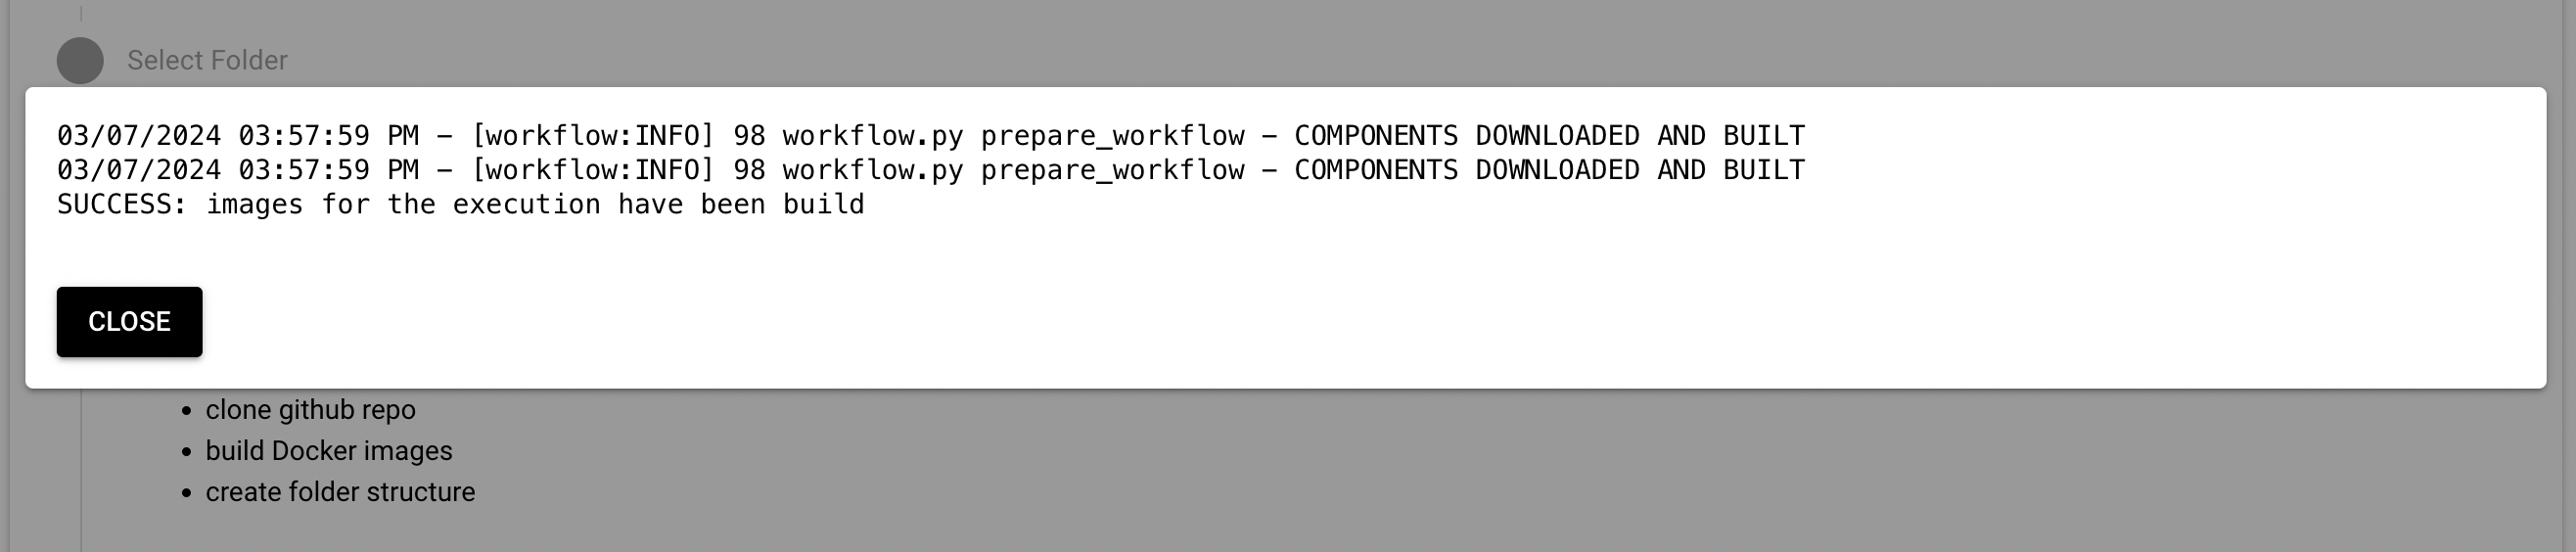 Select Folder
03/07/2024 03:57:59 PM – [workflow:INFO] 98 workflow.py prepare_workflow – COMPONENTS DOWNLOADED AND BUILT
03/07/2024 03:57:59 PM – [workflow:INFO] 98 workflow.py prepare_workflow – COMPONENTS DOWNLOADED AND BUILT
SUCCESS: images for the execution have been build
CLOSE
• clone github repo
• build Docker images
• create folder structure